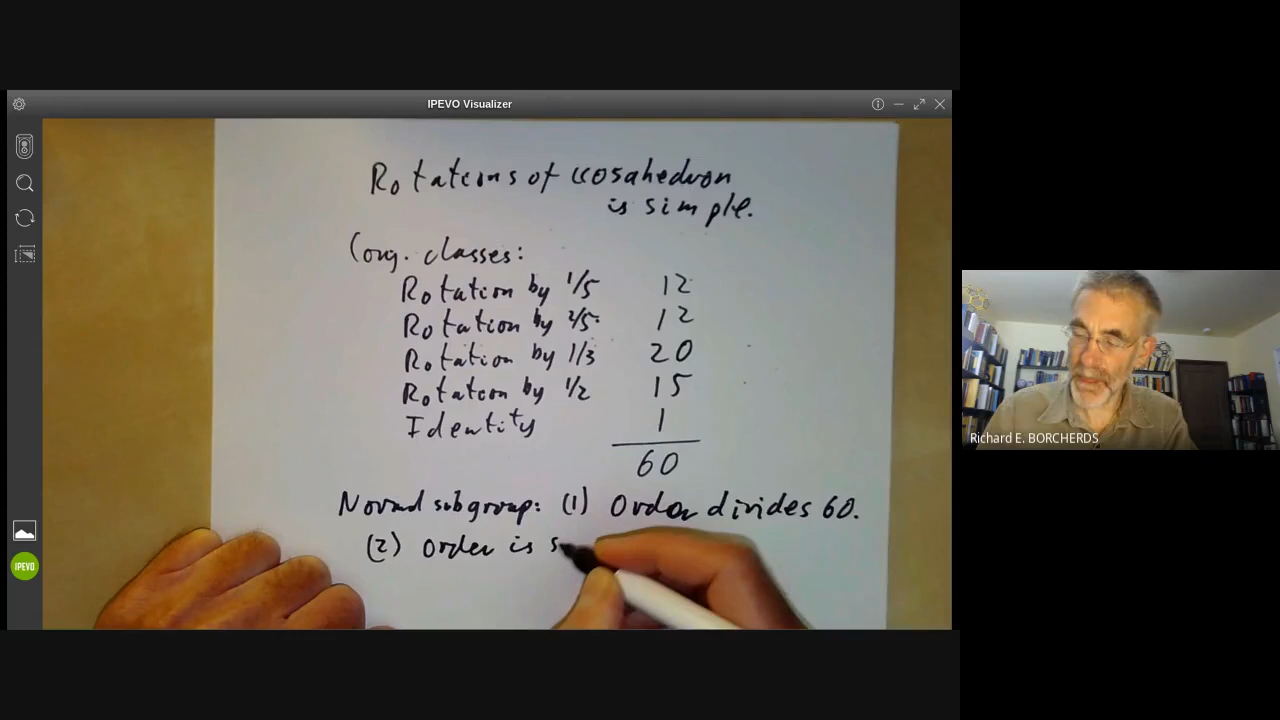 IPEVO Visualizer
Rotations of icosahedron
is simple.
Conj. classes:
Rotation by 1/5 12
Rotation by 2/5. 12
Rotation by 1/3 20
Rotation by 1/2 15
Identity 1
60
Normal subgroup: (1) Order divides 60.
(2) Order is s
IPEVO
Richard E. BORCHERDS